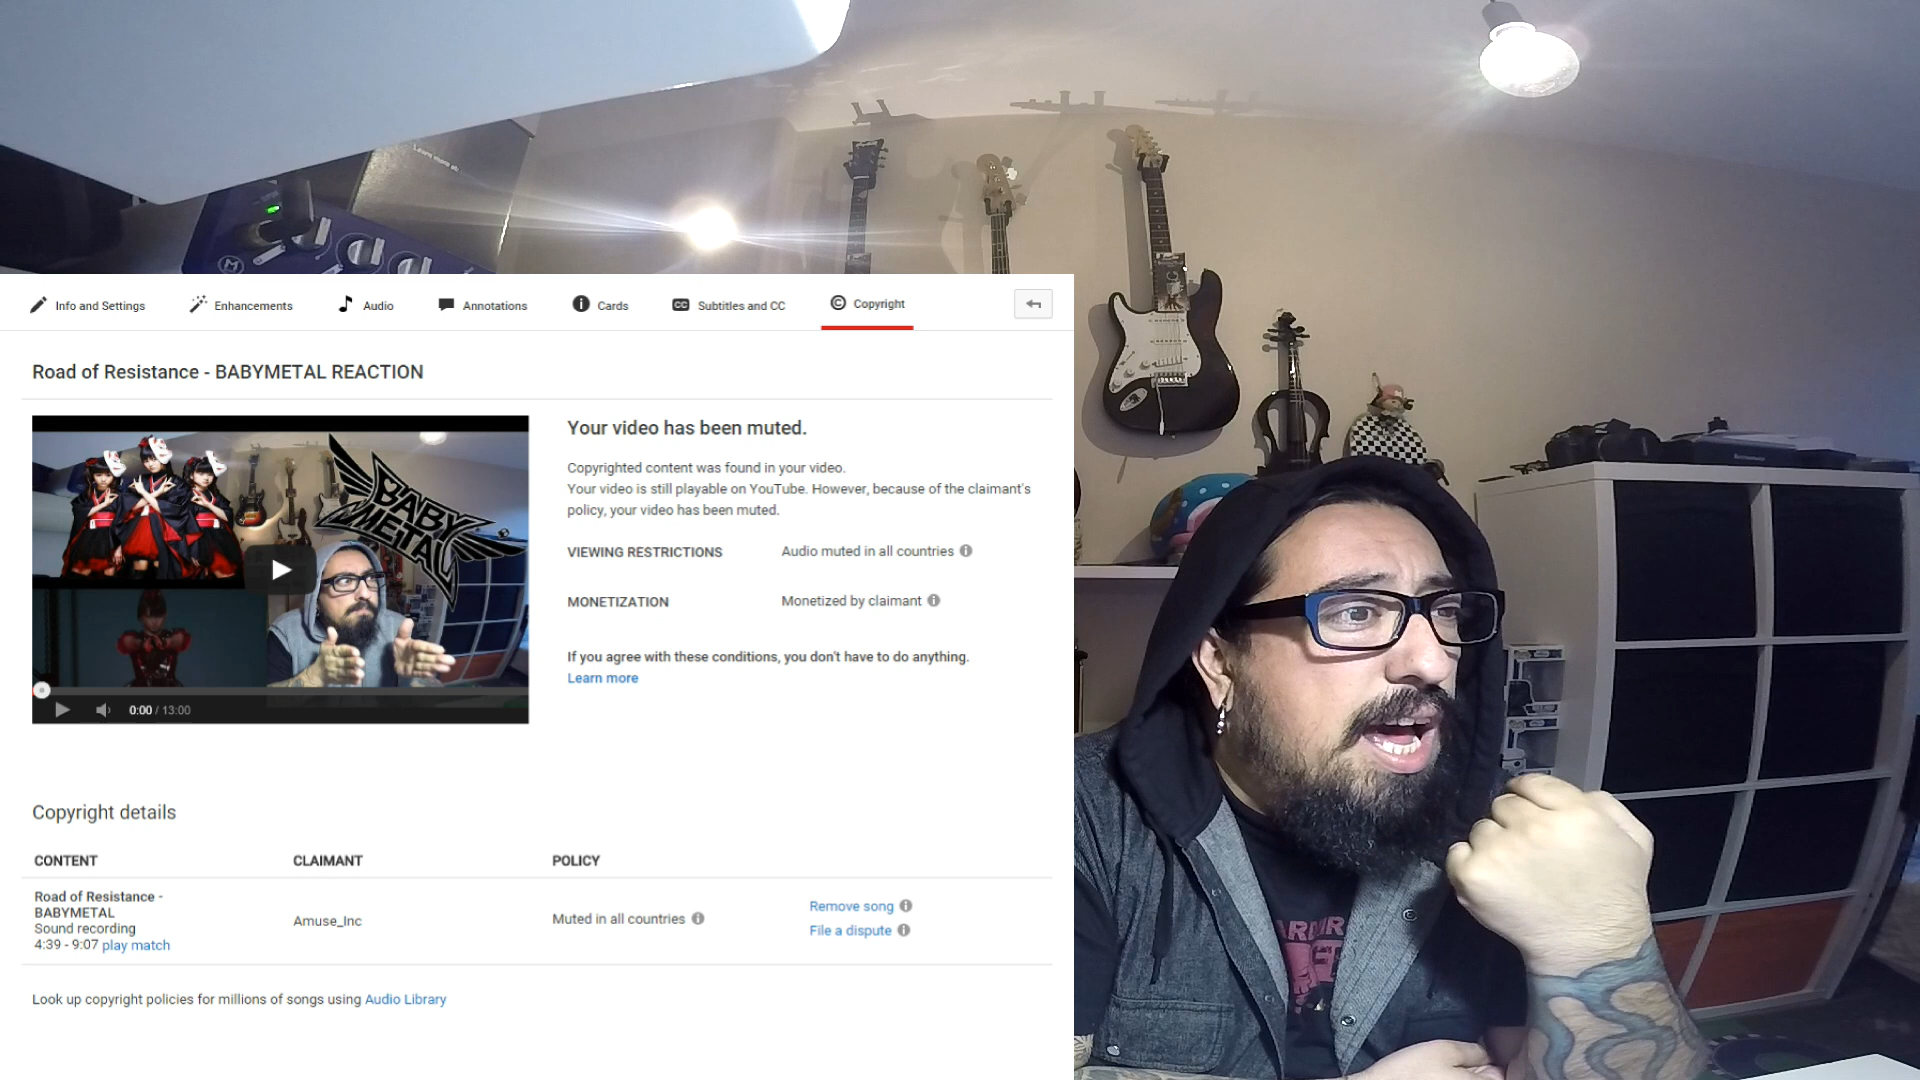 Info and Settings
Enhancements
Audio
Annotations
Cards
CC Subtitles and CC
Copyright
Road of Resistance - BABYMETAL REACTION
BABY
METAL
0:00 / 13:00
Your video has been muted.
Copyrighted content was found in your video.
Your video is still playable on YouTube. However, because of the claimant's
policy, your video has been muted.
VIEWING RESTRICTIONS Audio muted in all countries
MONETIZATION Monetized by claimant
If you agree with these conditions, you don't have to do anything.
Learn more
Copyright details
CONTENT CLAIMANT POLICY
Road of Resistance -
BABYMETAL
Sound recording
4:39 - 9:07 play match
Amuse_Inc
Muted in all countries
Remove song
File a dispute
Look up copyright policies for millions of songs using Audio Library